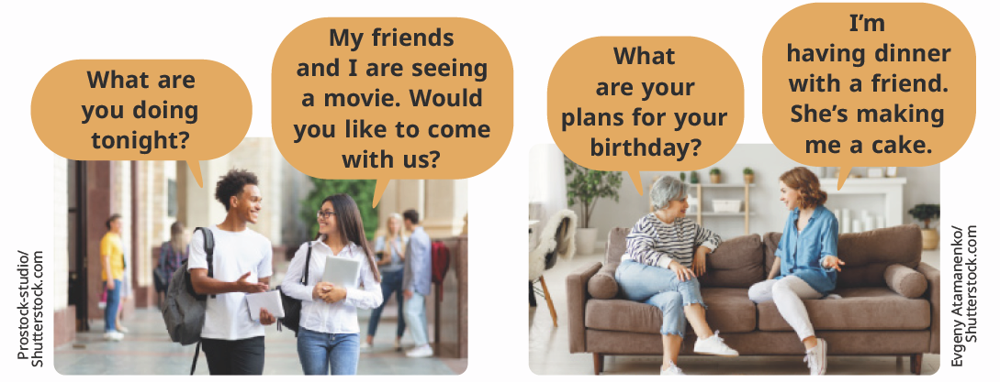 What are
you doing
tonight?
My friends
and I are seeing
a movie. Would
you like to come
with us?
What
are your
plans for your
birthday?
I’m
having dinner
with a friend.
She’s making
me a cake.
Prostock-studio/
Shutterstock.com
Evgeny Atamanenko/
Shutterstock.com